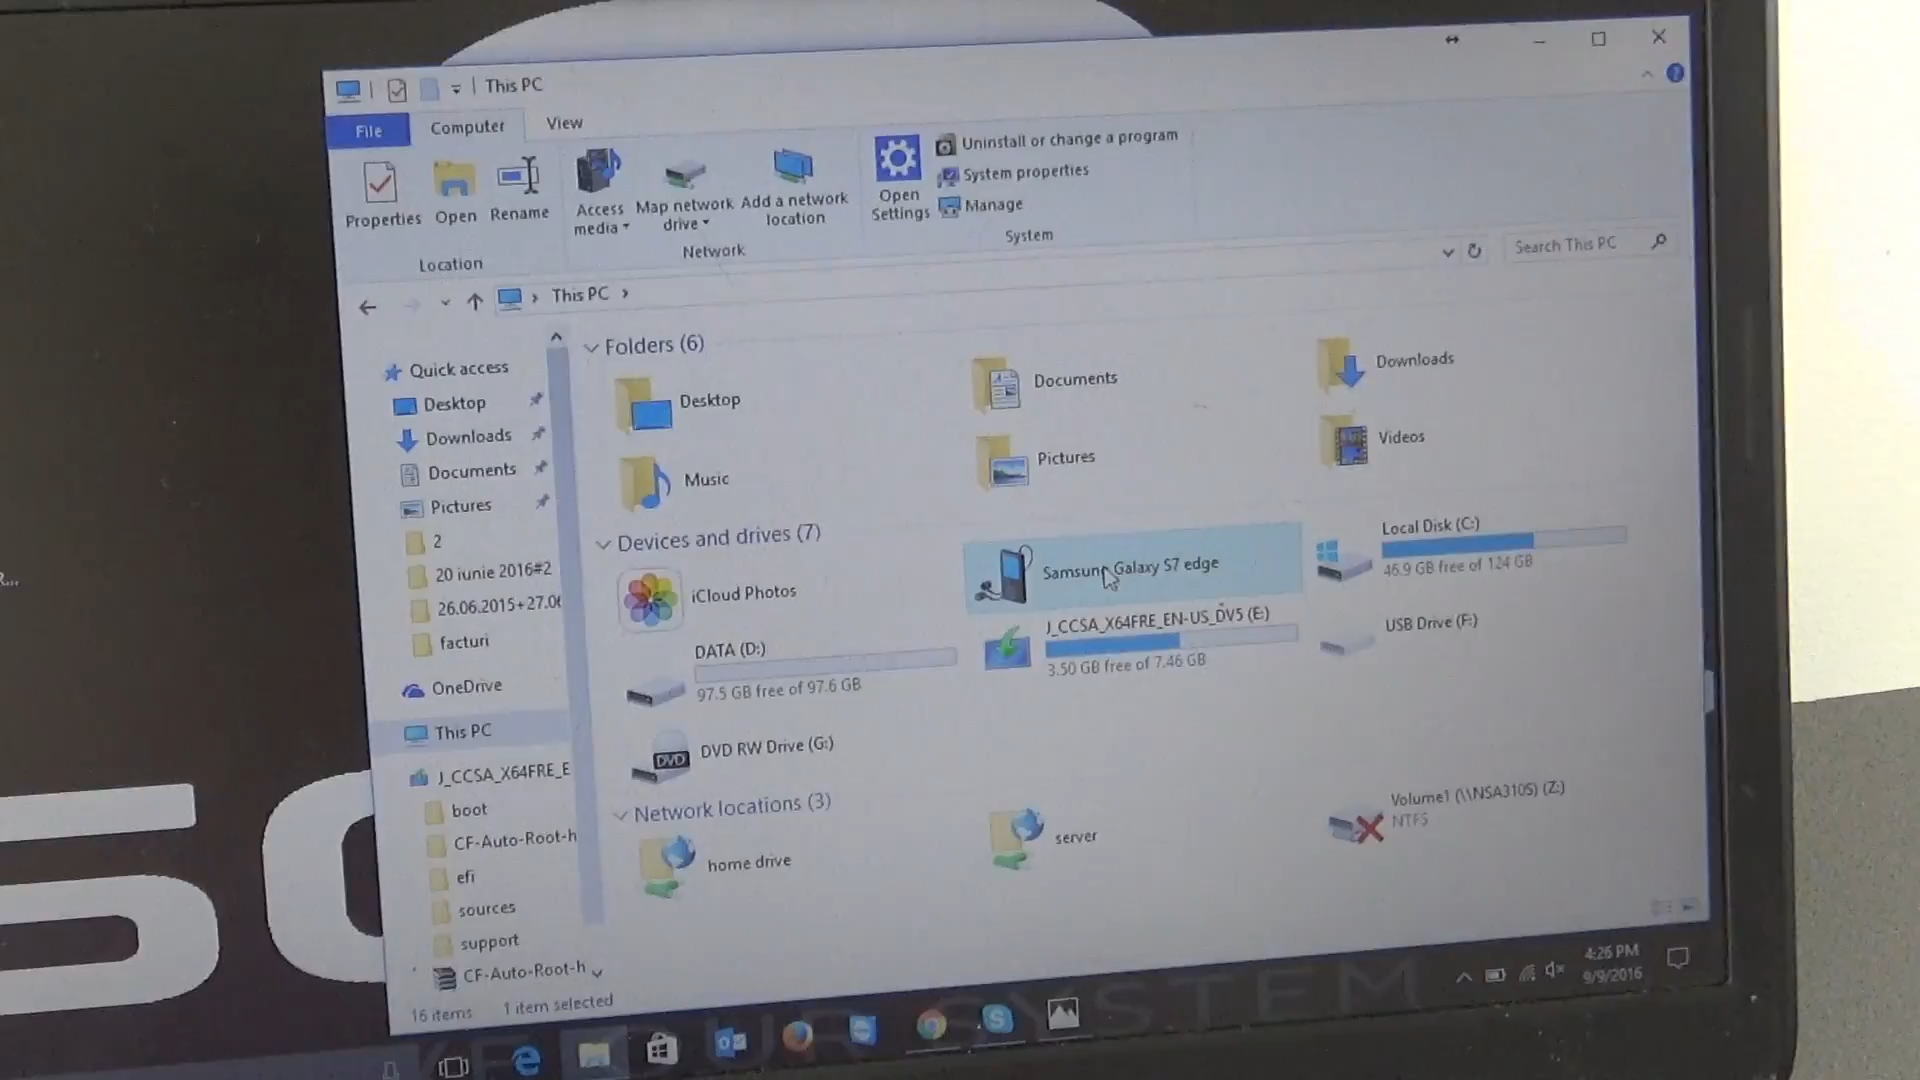 This PC
File
Computer
View
Properties
Open
Rename
Location
Access
media
Map network
drive
Add a network
location
Network
Open
Settings
Uninstall or change a program
System properties
Manage
System
This PC
Search This PC
Quick access
Desktop
Downloads
Documents
Pictures
2
20 iunie 2016#2
26.06.2015+27.06
facturi
OneDrive
This PC
J_CCSA_X64FRE_E
boot
CF-Auto-Root-h
efi
sources
support
CF-Auto-Root-h
Folders (6)
Desktop
Documents
Downloads
Music
Pictures
Videos
Devices and drives (7)
iCloud Photos
Samsung Galaxy S7 edge
Local Disk (C:)
46.9 GB free of 124 GB
DATA (D:)
97.5 GB free of 97.6 GB
J_CCSA_X64FRE_EN-US_DV5 (E:)
3.50 GB free of 7.46 GB
USB Drive (F:)
DVD
DVD RW Drive (G:)
Network locations (3)
home drive
server
Volume1 (\\NSA310S) (Z:)
NTFS
16 items
1 item selected
4:26 PM
9/9/2016
UR SYSTEM